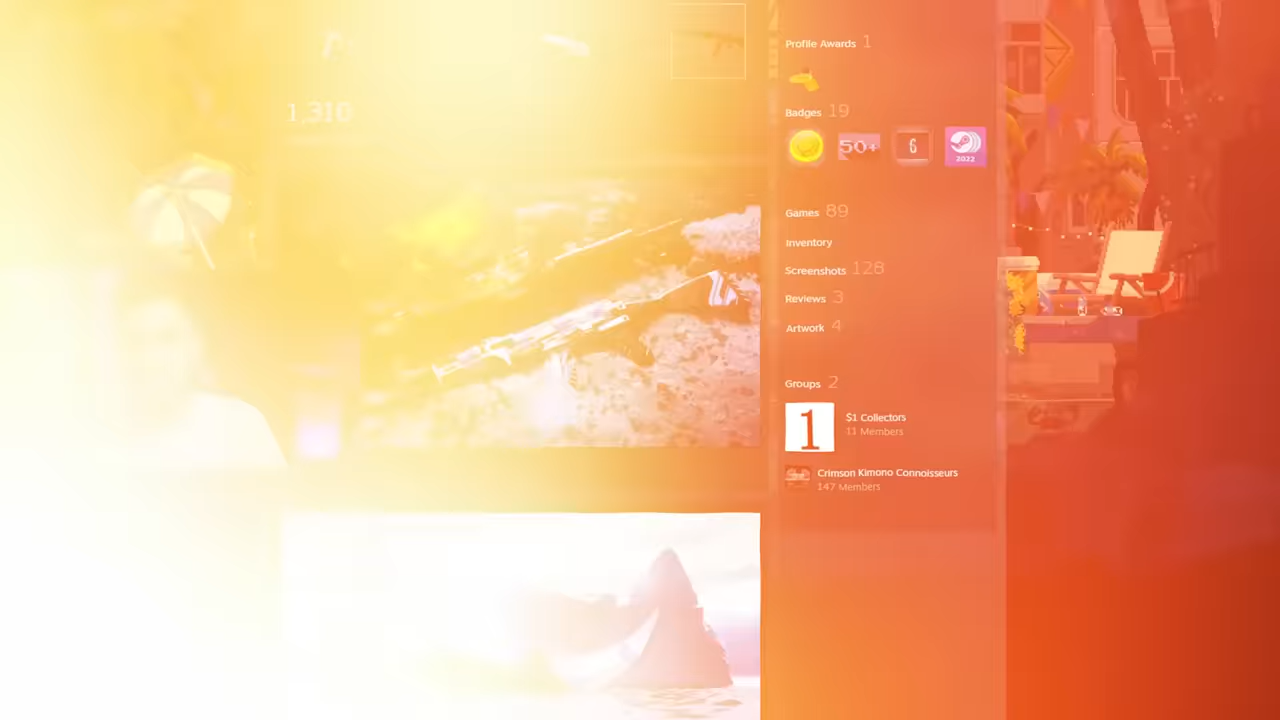 1,316
Profile Awards 1
Badges 19
50+
6
2022
Games 89
Inventory
Screenshots 128
Reviews 3
Artwork 4
Groups 2
1
$1 Collectors
11 Members
Crimson Kimono Connoisseurs
147 Members